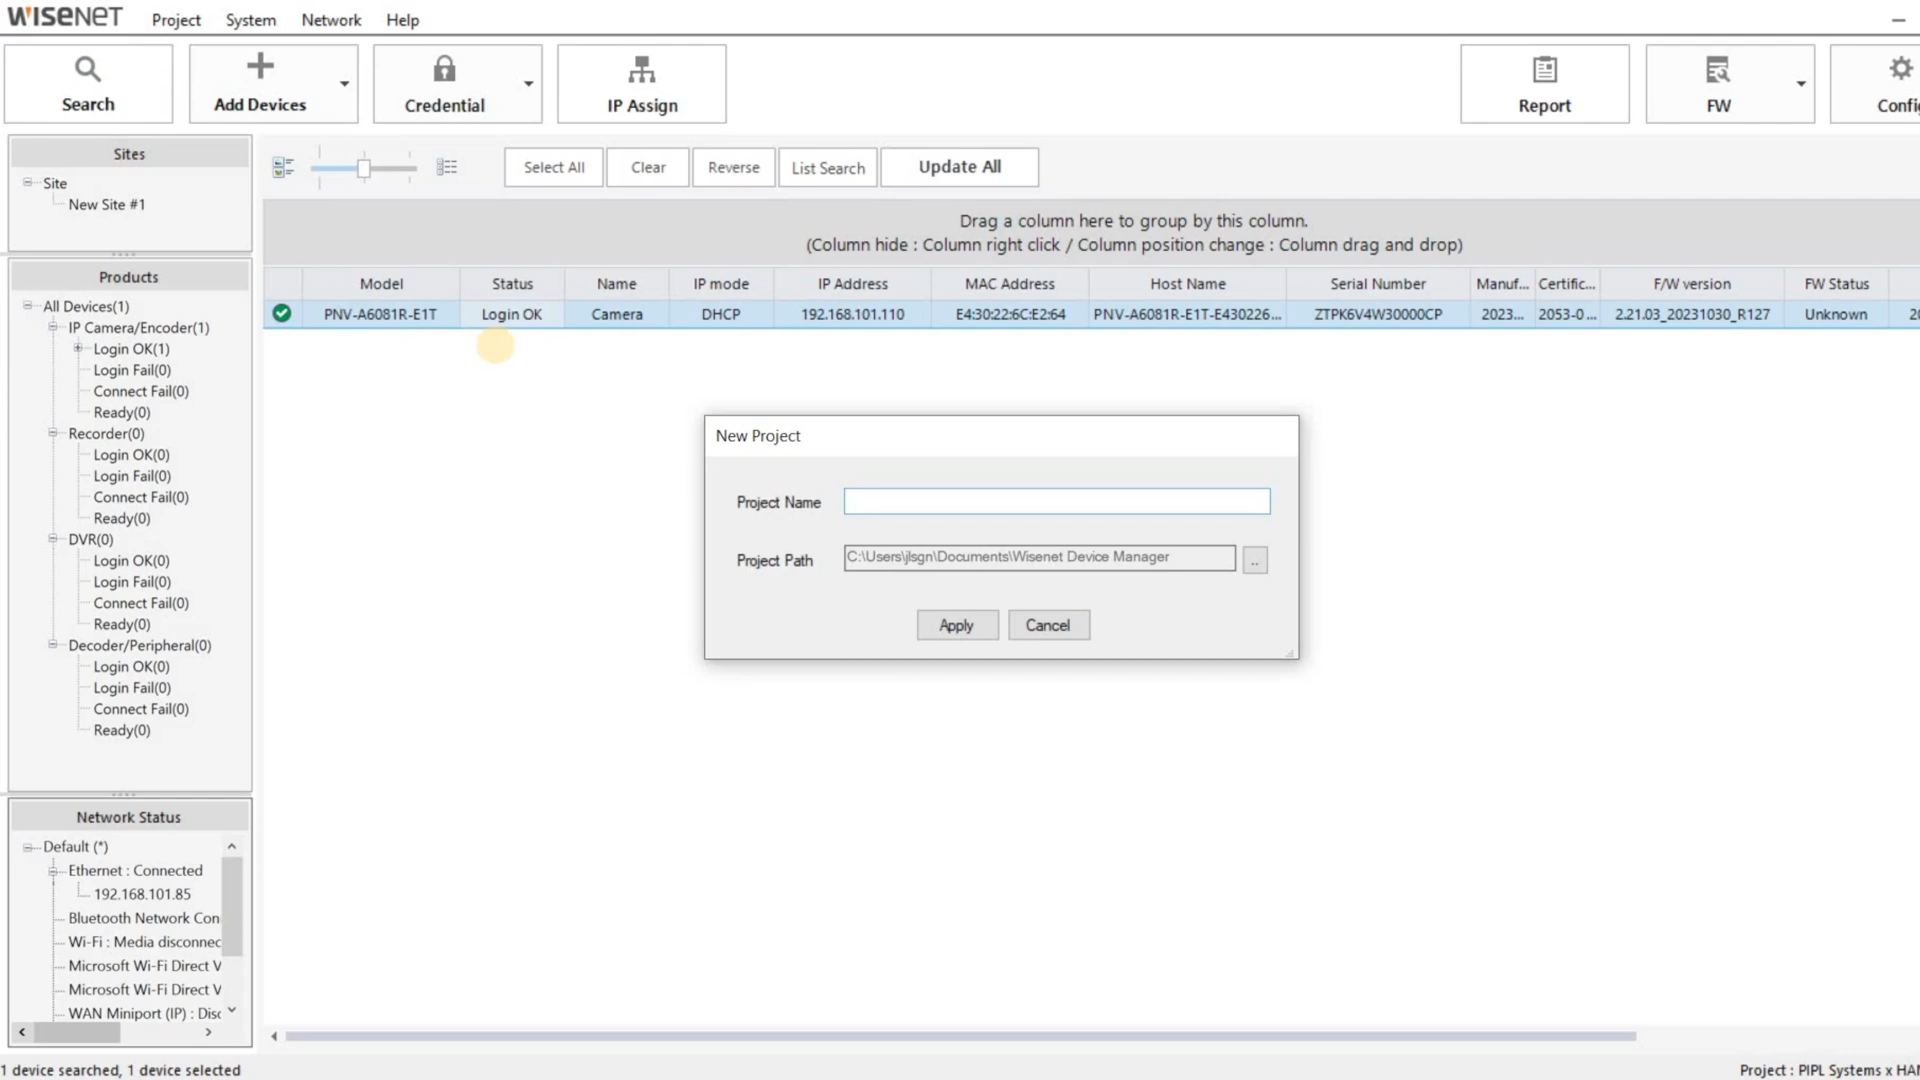 WISENET
Project System Network Help
Search
Add Devices
Credential
IP Assign
Report
FW
Config
Sites
Site
New Site #1
Products
All Devices(1)
IP Camera/Encoder(1)
Login OK(1)
Login Fail(0)
Connect Fail(0)
Ready(0)
Recorder(0)
Login OK(0)
Login Fail(0)
Connect Fail(0)
Ready(0)
DVR(0)
Login OK(0)
Login Fail(0)
Connect Fail(0)
Ready(0)
Decoder/Peripheral(0)
Login OK(0)
Login Fail(0)
Connect Fail(0)
Ready(0)
Network Status
Default (*)
Ethernet : Connected
192.168.101.85
Bluetooth Network Con
Wi-Fi : Media disconnec
Microsoft Wi-Fi Direct V
Microsoft Wi-Fi Direct V
WAN Miniport (IP) : Disc
Select All Clear Reverse List Search Update All
Drag a column here to group by this column.
(Column hide : Column right click / Column position change : Column drag and drop)
Model Status Name IP mode IP Address MAC Address Host Name Serial Number Manuf... Certific... F/W version FW Status
PNV-A6081R-E1T Login OK Camera DHCP 192.168.101.110 E4:30:22:6C:E2:64 PNV-A6081R-E1T-E430226... ZTPK6V4W30000CP 2023... 2053-0 ... 2.21.03_20231030_R127 Unknown 20
New Project
Project Name
Project Path C:\Users\jlsgn\Documents\Wisenet Device Manager ..
Apply Cancel
1 device searched, 1 device selected
Project : PIPL Systems x HAN